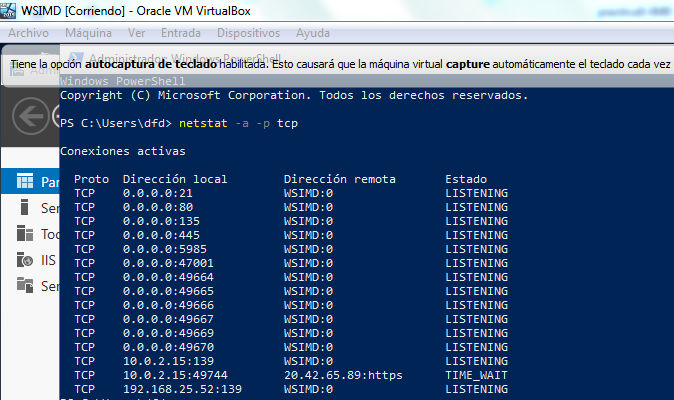 WSIMD [Corriendo] - Oracle VM VirtualBox
Archivo Máquina Ver Entrada Dispositivos Ayuda
Administrador: Windows PowerShell
Tiene la opción autocaptura de teclado habilitada. Esto causará que la máquina virtual capture automáticamente el teclado cada vez
Windows PowerShell
Copyright (C) Microsoft Corporation. Todos los derechos reservados.
PS C:\Users\dfd> netstat -a -p tcp
Conexiones activas
Proto Dirección local Dirección remota Estado
TCP 0.0.0.0:21 WSIMD:0 LISTENING
TCP 0.0.0.0:80 WSIMD:0 LISTENING
TCP 0.0.0.0:135 WSIMD:0 LISTENING
TCP 0.0.0.0:445 WSIMD:0 LISTENING
TCP 0.0.0.0:5985 WSIMD:0 LISTENING
TCP 0.0.0.0:47001 WSIMD:0 LISTENING
TCP 0.0.0.0:49664 WSIMD:0 LISTENING
TCP 0.0.0.0:49665 WSIMD:0 LISTENING
TCP 0.0.0.0:49666 WSIMD:0 LISTENING
TCP 0.0.0.0:49667 WSIMD:0 LISTENING
TCP 0.0.0.0:49669 WSIMD:0 LISTENING
TCP 0.0.0.0:49670 WSIMD:0 LISTENING
TCP 10.0.2.15:139 WSIMD:0 LISTENING
TCP 10.0.2.15:49744 20.42.65.89:https TIME_WAIT
TCP 192.168.25.52:139 WSIMD:0 LISTENING
Par
Ser
Too
IIS
Ser